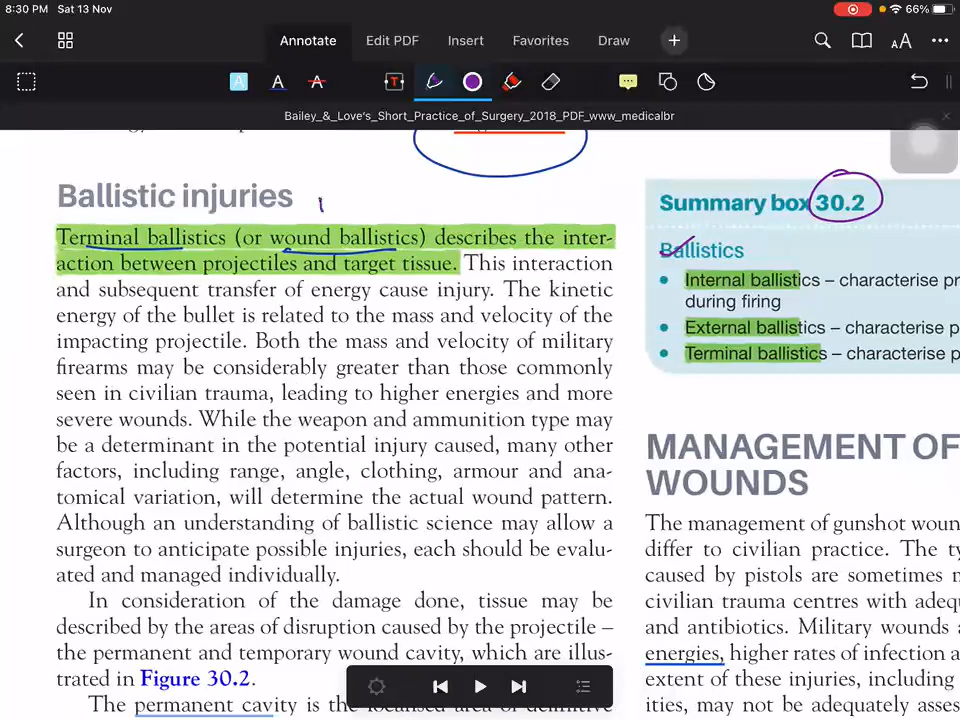 8:30 PM Sat 13 Nov
66%
Annotate Edit PDF Insert Favorites Draw
Bailey_&_Love's_Short_Practice_of_Surgery_2018_PDF_www_medicalbr
Ballistic injuries
Terminal ballistics (or wound ballistics) describes the inter-
action between projectiles and target tissue. This interaction
and subsequent transfer of energy cause injury. The kinetic
energy of the bullet is related to the mass and velocity of the
impacting projectile. Both the mass and velocity of military
firearms may be considerably greater than those commonly
seen in civilian trauma, leading to higher energies and more
severe wounds. While the weapon and ammunition type may
be a determinant in the potential injury caused, many other
factors, including range, angle, clothing, armour and ana-
tomical variation, will determine the actual wound pattern.
Although an understanding of ballistic science may allow a
surgeon to anticipate possible injuries, each should be evalu-
ated and managed individually.
In consideration of the damage done, tissue may be
described by the areas of disruption caused by the projectile –
the permanent and temporary wound cavity, which are illus-
trated in Figure 30.2.
The permanent cavity is the localised area of definitive
Summary box 30.2
Ballistics
• Internal ballistics – characterise pr
during firing
• External ballistics – characterise p
• Terminal ballistics – characterise p
MANAGEMENT OF
WOUNDS
The management of gunshot woun
differ to civilian practice. The ty
caused by pistols are sometimes m
civilian trauma centres with adeq
and antibiotics. Military wounds a
energies, higher rates of infection a
extent of these injuries, including
ities, may not be adequately asses